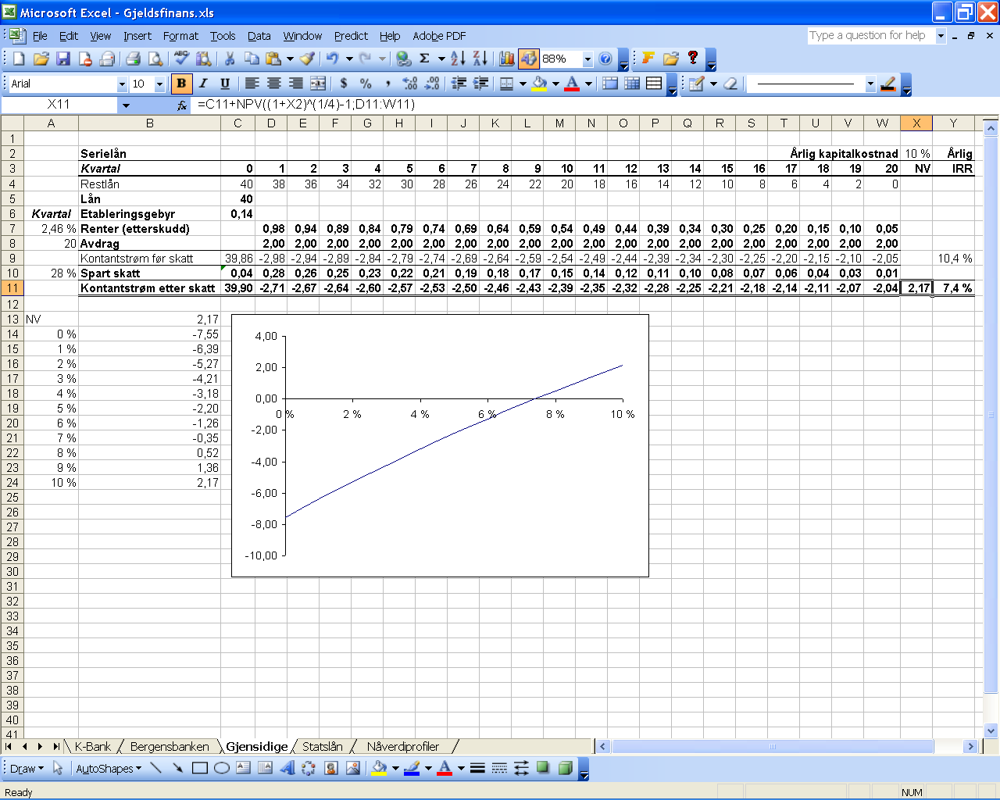 Microsoft Excel - Gjeldsfinans.xls
File Edit View Insert Format Tools Data Window Predict Help Adobe PDF Type a question for help
ABC Σ A Z Z A 88% ? F ?
Arial 10 B I U $ % , ,0 ,00 ,00 ,0 A
X11 fx =C11+NPV((1+X2)^(1/4)-1;D11:W11)
A B C D E F G H I J K L M N O P Q R S T U V W X Y
1
2 Serielån Årlig kapitalkostnad 10 % Årlig
3 Kvartal 0 1 2 3 4 5 6 7 8 9 10 11 12 13 14 15 16 17 18 19 20 NV IRR
4 Restlån 40 38 36 34 32 30 28 26 24 22 20 18 16 14 12 10 8 6 4 2 0
5 Lån 40
6 Kvartal Etableringsgebyr 0,14
7 2,46 % Renter (etterskudd) 0,98 0,94 0,89 0,84 0,79 0,74 0,69 0,64 0,59 0,54 0,49 0,44 0,39 0,34 0,30 0,25 0,20 0,15 0,10 0,05
8 20 Avdrag 2,00 2,00 2,00 2,00 2,00 2,00 2,00 2,00 2,00 2,00 2,00 2,00 2,00 2,00 2,00 2,00 2,00 2,00 2,00 2,00
9 Kontantstrøm før skatt 39,86 -2,98 -2,94 -2,89 -2,84 -2,79 -2,74 -2,69 -2,64 -2,59 -2,54 -2,49 -2,44 -2,39 -2,34 -2,30 -2,25 -2,20 -2,15 -2,10 -2,05 10,4 %
10 28 % Spart skatt 0,04 0,28 0,26 0,25 0,23 0,22 0,21 0,19 0,18 0,17 0,15 0,14 0,12 0,11 0,10 0,08 0,07 0,06 0,04 0,03 0,01
11 Kontantstrøm etter skatt 39,90 -2,71 -2,67 -2,64 -2,60 -2,57 -2,53 -2,50 -2,46 -2,43 -2,39 -2,35 -2,32 -2,28 -2,25 -2,21 -2,18 -2,14 -2,11 -2,07 -2,04 2,17 7,4 %
12
13 NV 2,17
14 0 % -7,55
15 1 % -6,39
16 2 % -5,27
17 3 % -4,21
18 4 % -3,18
19 5 % -2,20
20 6 % -1,26
21 7 % -0,35
22 8 % 0,52
23 9 % 1,36
24 10 % 2,17
25
26
27
28
29
30
31
32
33
34
35
36
37
38
39
40
41
4,00
2,00
0,00
0 % 2 % 4 % 6 % 8 % 10 %
-2,00
-4,00
-6,00
-8,00
-10,00
K-Bank Bergensbanken Gjensidige Statslån Nåverdiprofiler
Draw AutoShapes A A A
Ready NUM